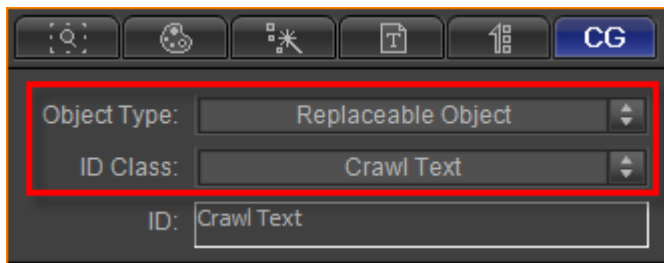 CG
Object Type: Replaceable Object
ID Class: Crawl Text
ID: Crawl Text